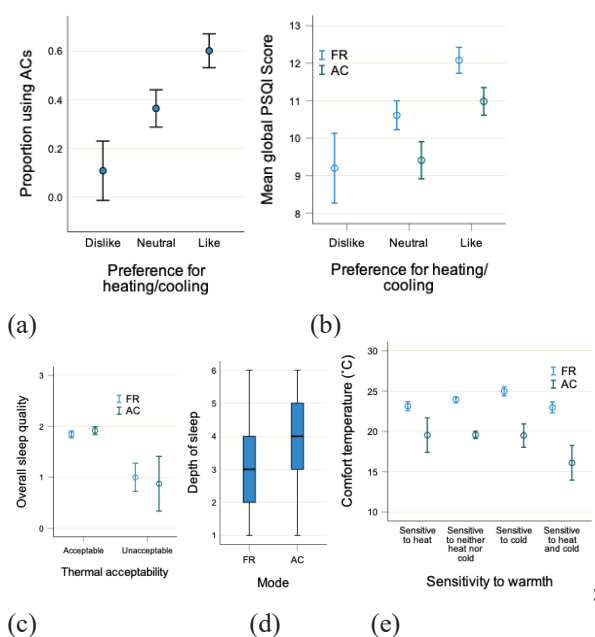 Proportion using ACs
0.6
0.4
0.2
0.0
Dislike
Neutral
Like
Preference for
heating/cooling
(a)
Mean global PSQI Score
13
12
11
10
9
8
FR
AC
Dislike
Neutral
Like
Preference for heating/
cooling
(b)
Overall sleep quality
3
2
1
0
FR
AC
Acceptable
Unacceptable
Thermal acceptability
(c)
Depth of sleep
6
5
4
3
2
1
FR
AC
Mode
(d)
Comfort temperature (°C)
30
25
20
15
10
FR
AC
Sensitive
to heat
Sensitive
to neither
heat nor
cold
Sensitive
to cold
Sensitive
to heat
and cold
Sensitivity to warmth
(e)